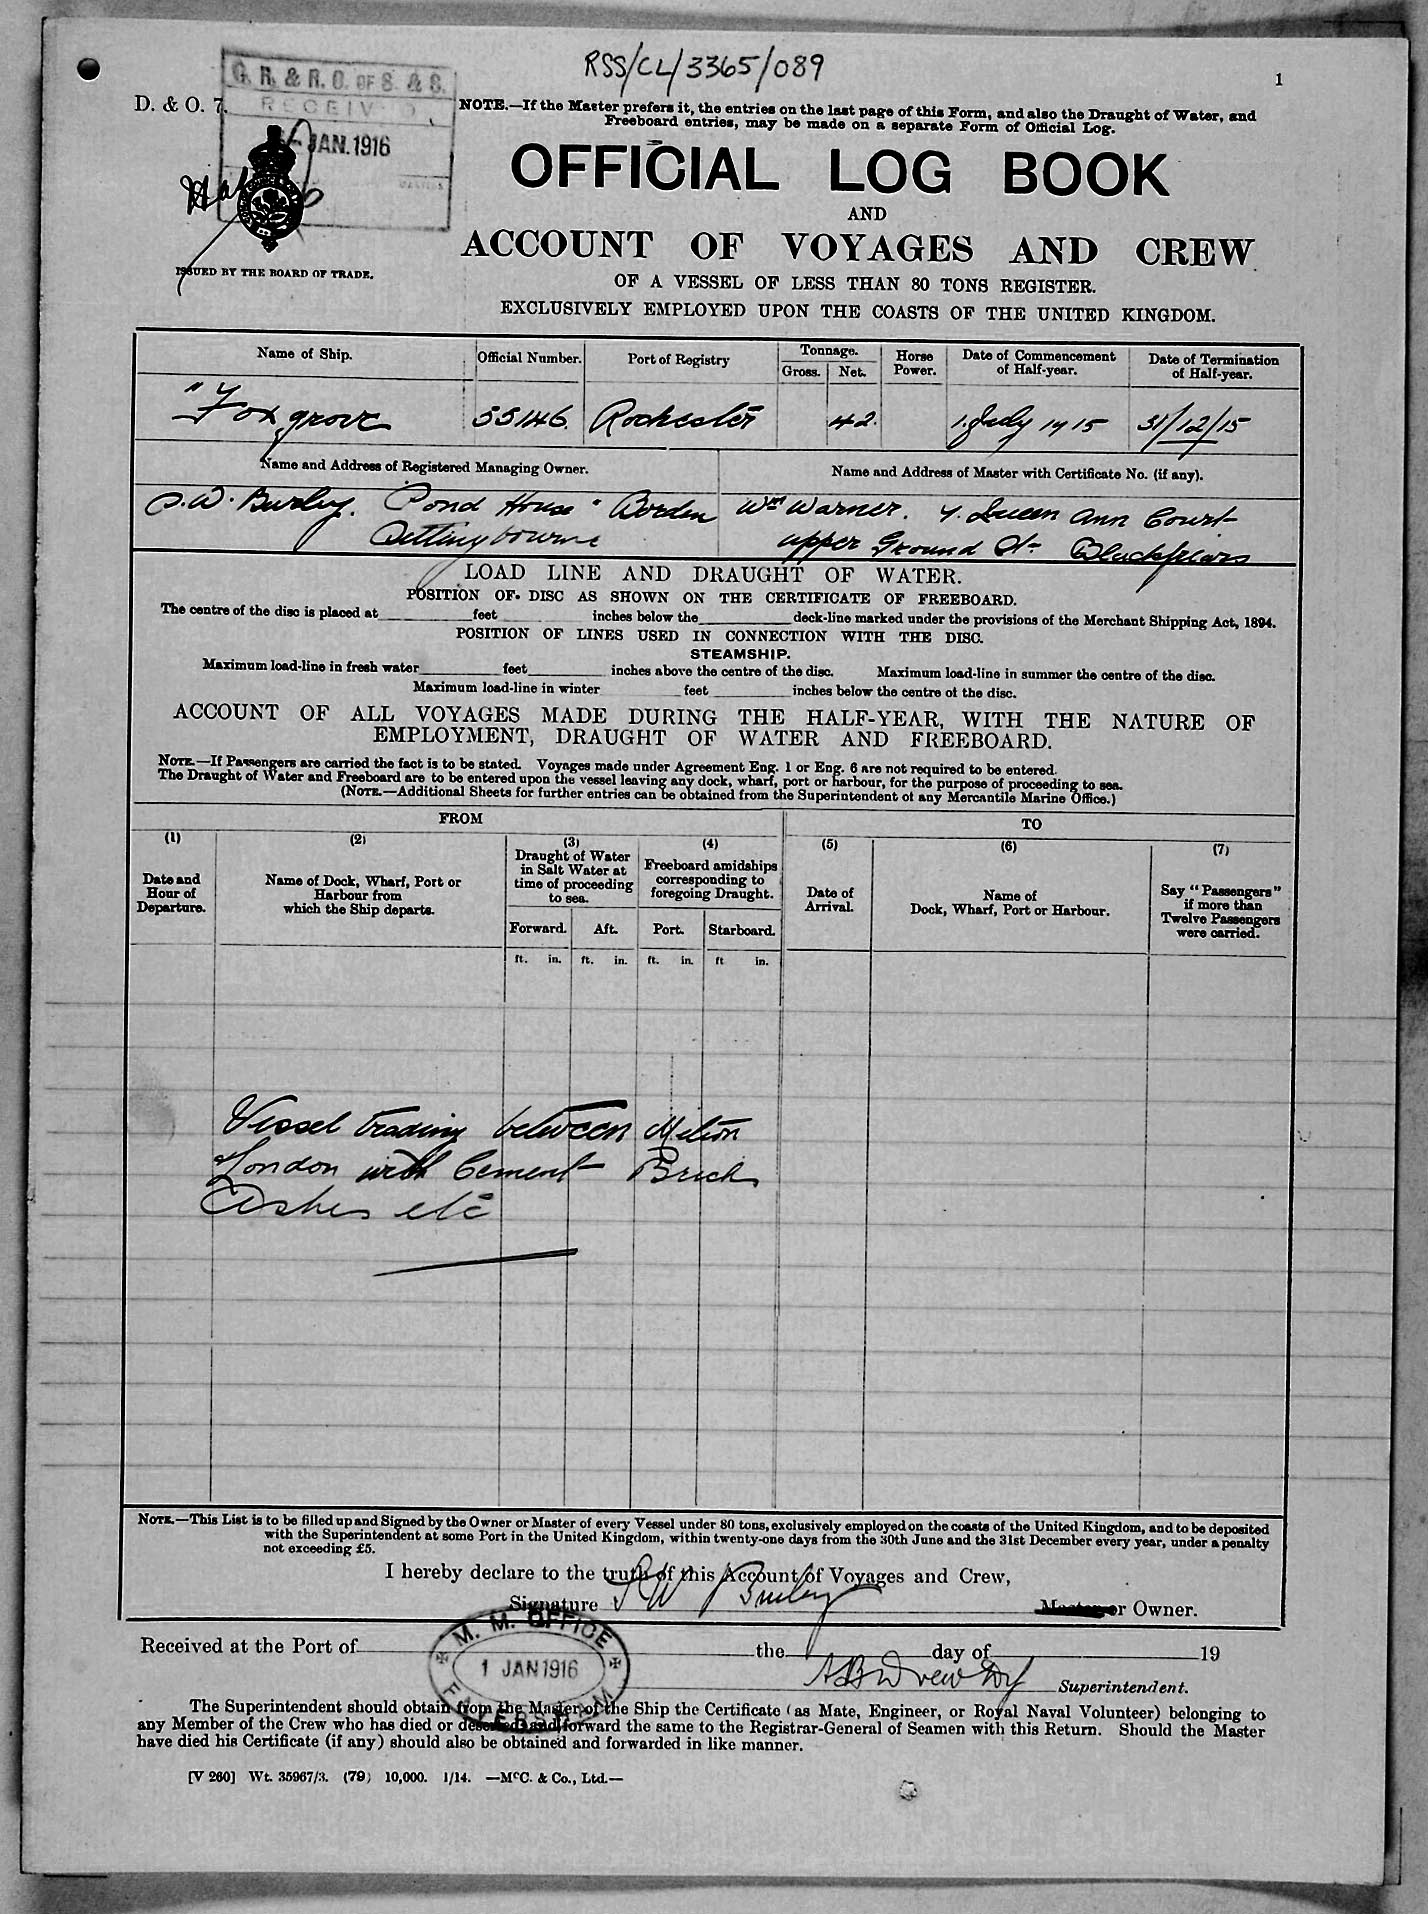 RSS/CL/3365/089
1
G. R. & R. O. OF S. & S.
RECEIVED
JAN. 1916
D. & O. 7.
NOTE.—If the Master prefers it, the entries on the last page of this Form, and also the Draught of Water, and
Freeboard entries, may be made on a separate Form of Official Log.
OFFICIAL LOG BOOK
AND
ACCOUNT OF VOYAGES AND CREW
OF A VESSEL OF LESS THAN 80 TONS REGISTER.
EXCLUSIVELY EMPLOYED UPON THE COASTS OF THE UNITED KINGDOM.
ISSUED BY THE BOARD OF TRADE.
Name of Ship. Official Number. Port of Registry Tonnage. Gross. Net. Horse Power. Date of Commencement of Half-year. Date of Termination of Half-year.
"Foxgrove 55146. Rochester 42. 1 July 1915 31/12/15
Name and Address of Registered Managing Owner. Name and Address of Master with Certificate No. (if any).
S. W. Burley. "Pond House" Borden Wm Warner. 4. Queen Ann Court
Sittingbourne upper Ground St Blackfriars
LOAD LINE AND DRAUGHT OF WATER.
POSITION OF DISC AS SHOWN ON THE CERTIFICATE OF FREEBOARD.
The centre of the disc is placed at feet inches below the deck-line marked under the provisions of the Merchant Shipping Act, 1894.
POSITION OF LINES USED IN CONNECTION WITH THE DISC.
STEAMSHIP.
Maximum load-line in fresh water feet inches above the centre of the disc. Maximum load-line in summer the centre of the disc.
Maximum load-line in winter feet inches below the centre of the disc.
ACCOUNT OF ALL VOYAGES MADE DURING THE HALF-YEAR, WITH THE NATURE OF
EMPLOYMENT, DRAUGHT OF WATER AND FREEBOARD.
NOTE.—If Passengers are carried the fact is to be stated. Voyages made under Agreement Eng. 1 or Eng. 6 are not required to be entered.
The Draught of Water and Freeboard are to be entered upon the vessel leaving any dock, wharf, port or harbour, for the purpose of proceeding to sea.
(NOTE.—Additional Sheets for further entries can be obtained from the Superintendent of any Mercantile Marine Office.)
FROM TO
(1) (2) (3) (4) (5) (6) (7)
Date and Hour of Departure.
Name of Dock, Wharf, Port or Harbour from which the Ship departs.
Draught of Water in Salt Water at time of proceeding to sea.
Freeboard amidships corresponding to foregoing Draught.
Date of Arrival.
Name of Dock, Wharf, Port or Harbour.
Say "Passengers" if more than Twelve Passengers were carried.
Forward. Aft. Port. Starboard.
ft. in. ft. in. ft. in. ft in.
Vessel trading between Milton
London with Cement Brick
Ashes etc
NOTE.—This List is to be filled up and Signed by the Owner or Master of every Vessel under 80 tons, exclusively employed on the coasts of the United Kingdom, and to be deposited
with the Superintendent at some Port in the United Kingdom, within twenty-one days from the 30th June and the 31st December every year, under a penalty
not exceeding £5.
I hereby declare to the truth of this Account of Voyages and Crew,
Signature S W Burley Master or Owner.
Received at the Port of the day of 19
M. M. OFFICE
1 JAN 1916
FAVERSHAM
Superintendent.
The Superintendent should obtain from the Master of the Ship the Certificate (as Mate, Engineer, or Royal Naval Volunteer) belonging to
any Member of the Crew who has died or deserted and forward the same to the Registrar-General of Seamen with this Return. Should the Master
have died his Certificate (if any) should also be obtained and forwarded in like manner.
[V 260] Wt. 35967/3. (79) 10,000. 1/14. —McC. & Co., Ltd.—